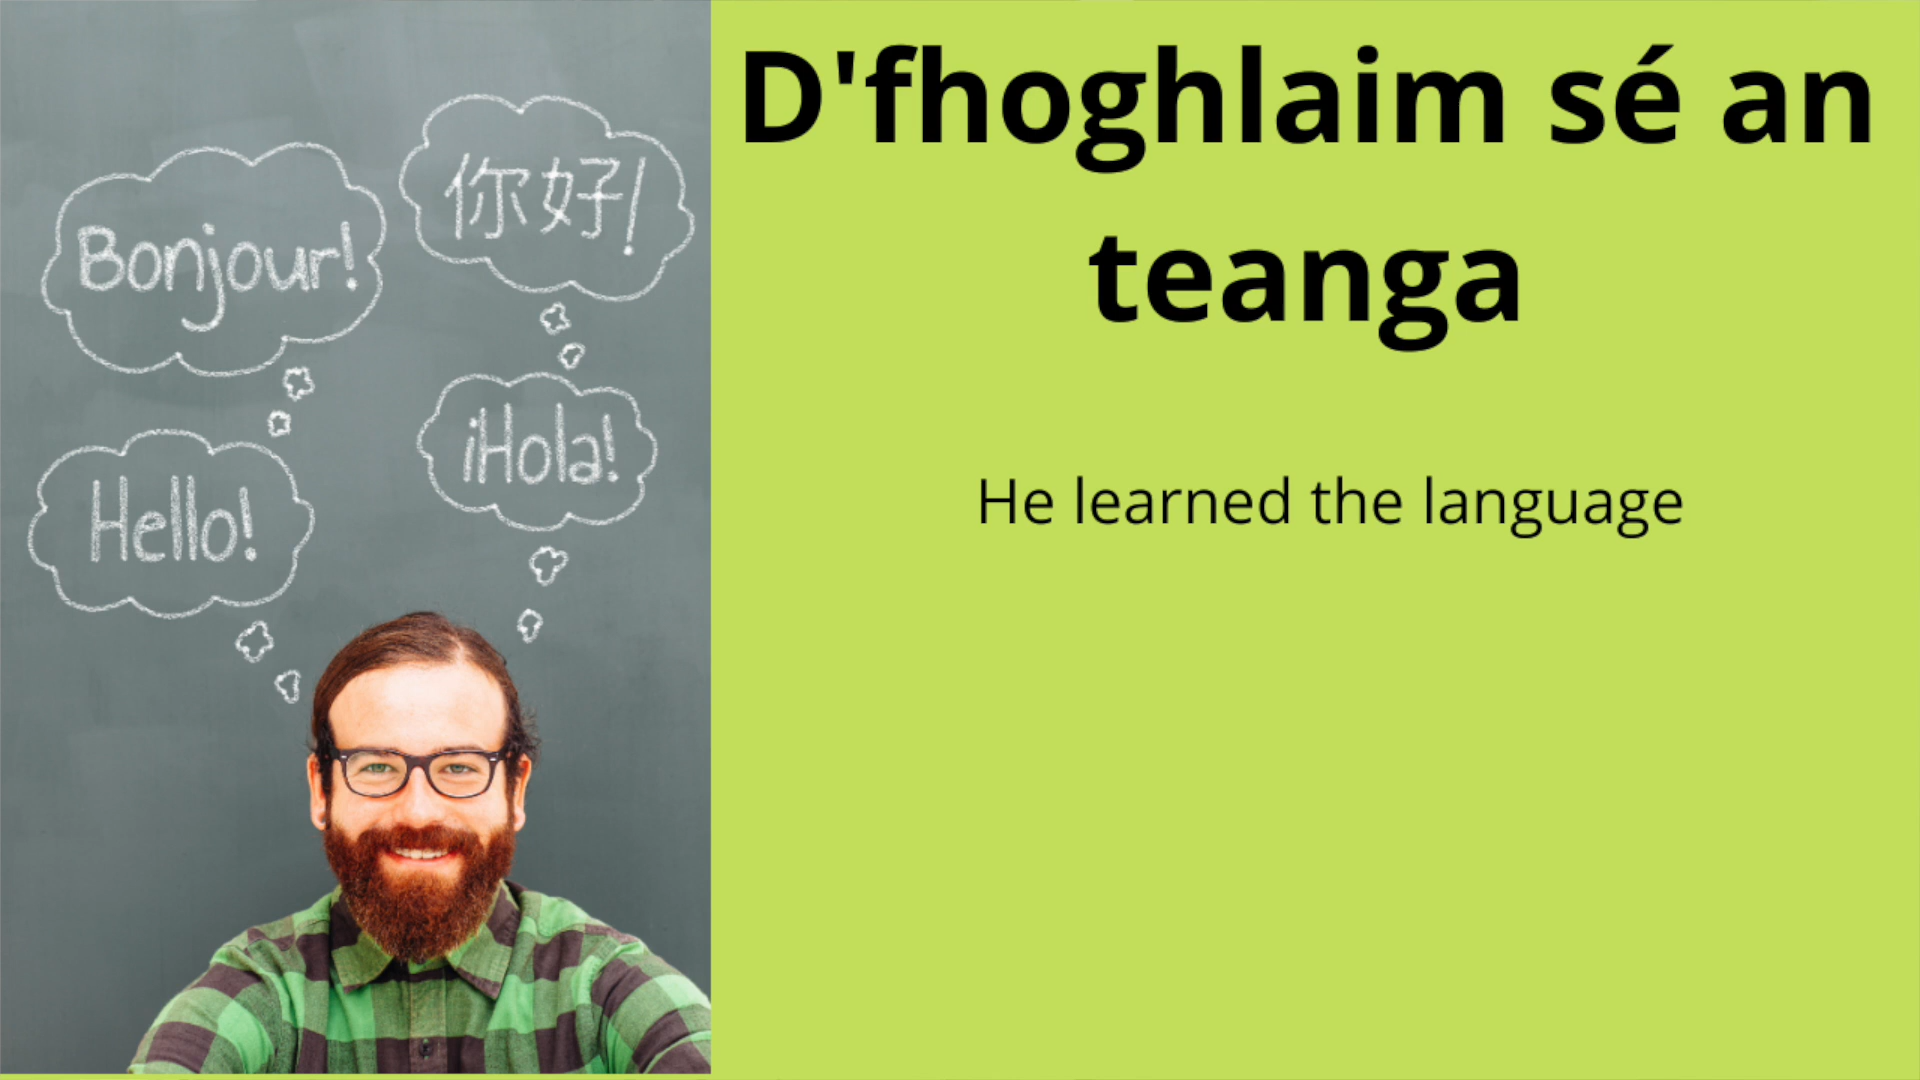 Bonjour!
你好!
¡Hola!
Hello!
D'fhoghlaim sé an
teanga
He learned the language